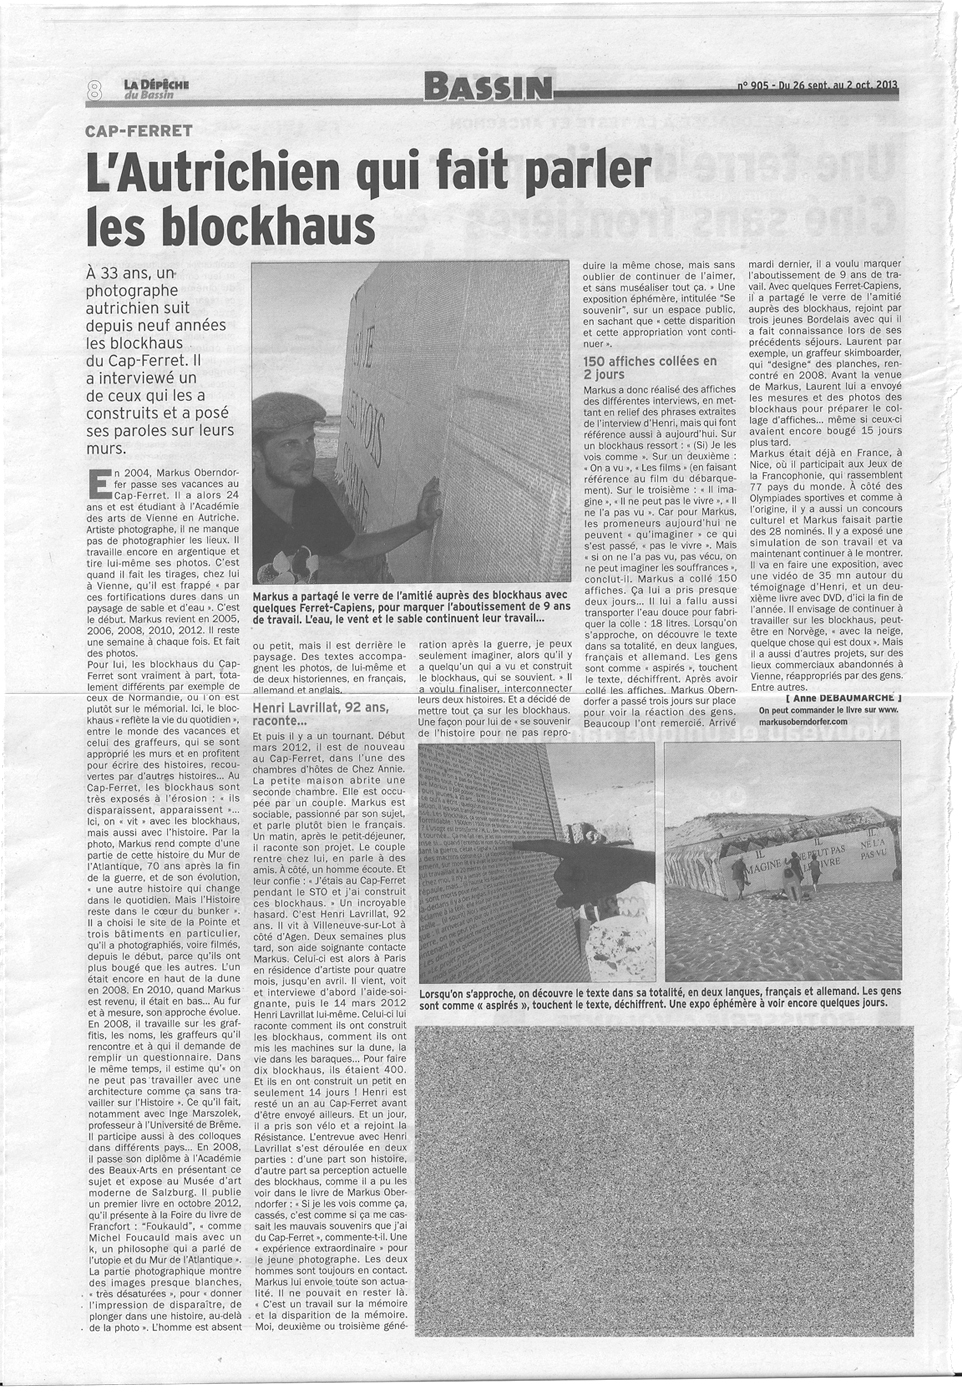 8
LA DÉPÊCHE
du Bassin
BASSIN
n° 905 - Du 26 sept. au 2 oct. 2013
CAP-FERRET
L'Autrichien qui fait parler
les blockhaus
À 33 ans, un
photographe
autrichien suit
depuis neuf années
les blockhaus
du Cap-Ferret. Il
a interviewé un
de ceux qui les a
construits et a posé
ses paroles sur leurs
murs.
En 2004, Markus Oberndor-
fer passe ses vacances au
Cap-Ferret. Il a alors 24
ans et est étudiant à l'Académie
des arts de Vienne en Autriche.
Artiste photographe, il ne manque
pas de photographier les lieux. Il
travaille encore en argentique et
tire lui-même ses photos. C'est
quand il fait les tirages, chez lui
à Vienne, qu'il est frappé « par
ces fortifications dures dans un
paysage de sable et d'eau ». C'est
le début. Markus revient en 2005,
2006, 2008, 2010, 2012. Il reste
une semaine à chaque fois. Et fait
des photos.
Pour lui, les blockhaus du Cap-
Ferret sont vraiment à part, tota-
lement différents par exemple de
ceux de Normandie, où l'on est
plutôt sur le mémorial. Ici, le bloc-
khaus « reflète la vie du quotidien »,
entre le monde des vacances et
celui des graffeurs, qui se sont
approprié les murs et en profitent
pour écrire des histoires, recou-
vertes par d'autres histoires... Au
Cap-Ferret, les blockhaus sont
très exposés à l'érosion : « ils
disparaissent, apparaissent »...
Ici, on « vit » avec les blockhaus,
mais aussi avec l'histoire. Par la
photo, Markus rend compte d'une
partie de cette histoire du Mur de
l'Atlantique, 70 ans après la fin
de la guerre, et de son évolution,
« une autre histoire qui change
dans le quotidien. Mais l'Histoire
reste dans le cœur du bunker ».
Il a choisi le site de la Pointe et
trois bâtiments en particulier,
qu'il a photographiés, voire filmés,
depuis le début, parce qu'ils ont
plus bougé que les autres. L'un
était encore en haut de la dune
en 2008. En 2010, quand Markus
est revenu, il était en bas... Au fur
et à mesure, son approche évolue.
En 2008, il travaille sur les graf-
fitis, les noms, les graffeurs qu'il
rencontre et à qui il demande de
remplir un questionnaire. Dans
le même temps, il estime qu'« on
ne peut pas travailler avec une
architecture comme ça sans tra-
vailler sur l'Histoire ». Ce qu'il fait,
notamment avec Inge Marszolek,
professeur à l'Université de Brême.
Il participe aussi à des colloques
dans différents pays... En 2008,
il passe son diplôme à l'Académie
des Beaux-Arts en présentant ce
sujet et expose au Musée d'art
moderne de Salzburg. Il publie
un premier livre en octobre 2012,
qu'il présente à la Foire du livre de
Francfort : "Foukauld", « comme
Michel Foucauld mais avec un
k, un philosophe qui a parlé de
l'utopie et du Mur de l'Atlantique ».
La partie photographique montre
des images presque blanches,
« très désaturées », pour « donner
l'impression de disparaître, de
plonger dans une histoire, au-delà
de la photo ». L'homme est absent
Markus a partagé le verre de l'amitié auprès des blockhaus avec
quelques Ferret-Capiens, pour marquer l'aboutissement de 9 ans
de travail. L'eau, le vent et le sable continuent leur travail...
ou petit, mais il est derrière le
paysage. Des textes accompa-
gnent les photos, de lui-même et
de deux historiennes, en français,
allemand et anglais.
Henri Lavrillat, 92 ans,
raconte...
Et puis il y a un tournant. Début
mars 2012, il est de nouveau
au Cap-Ferret, dans l'une des
chambres d'hôtes de Chez Annie.
La petite maison abrite une
seconde chambre. Elle est occu-
pée par un couple. Markus est
sociable, passionné par son sujet,
et parle plutôt bien le français.
Un matin, après le petit-déjeuner,
il raconte son projet. Le couple
rentre chez lui, en parle à des
amis. À côté, un homme écoute. Et
leur confie : « J'étais au Cap-Ferret
pendant le STO et j'ai construit
ces blockhaus. » Un incroyable
hasard. C'est Henri Lavrillat, 92
ans. Il vit à Villeneuve-sur-Lot à
côté d'Agen. Deux semaines plus
tard, son aide soignante contacte
Markus. Celui-ci est alors à Paris
en résidence d'artiste pour quatre
mois, jusqu'en avril. Il vient, voit
et interviewe d'abord l'aide-soi-
gnante, puis le 14 mars 2012
Henri Lavrillat lui-même. Celui-ci lui
raconte comment ils ont construit
les blockhaus, comment ils ont
mis les machines sur la dune, la
vie dans les baraques... Pour faire
dix blockhaus, ils étaient 400.
Et ils en ont construit un petit en
seulement 14 jours ! Henri est
resté un an au Cap-Ferret avant
d'être envoyé ailleurs. Et un jour,
il a pris son vélo et a rejoint la
Résistance. L'entrevue avec Henri
Lavrillat s'est déroulée en deux
parties : d'une part son histoire,
d'autre part sa perception actuelle
des blockhaus, comme il a pu les
voir dans le livre de Markus Ober-
ndorfer : « Si je les vois comme ça,
cassés, c'est comme si ça me cas-
sait les mauvais souvenirs que j'ai
du Cap-Ferret », commente-t-il. Une
« expérience extraordinaire » pour
le jeune photographe. Les deux
hommes sont toujours en contact.
Markus lui envoie toute son actua-
lité. Il ne pouvait en rester là.
« C'est un travail sur la mémoire
et la disparition de la mémoire.
Moi, deuxième ou troisième géné-
ration après la guerre, je peux
seulement imaginer, alors qu'il y
a quelqu'un qui a vu et construit
le blockhaus, qui se souvient. » Il
a voulu finaliser, interconnecter
leurs deux histoires. Et a décidé de
mettre tout ça sur les blockhaus.
Une façon pour lui de « se souvenir
de l'histoire pour ne pas repro-
duire la même chose, mais sans
oublier de continuer de l'aimer,
et sans muséaliser tout ça. » Une
exposition éphémère, intitulée "Se
souvenir", sur un espace public,
en sachant que « cette disparition
et cette appropriation vont conti-
nuer ».
150 affiches collées en
2 jours
Markus a donc réalisé des affiches
des différentes interviews, en met-
tant en relief des phrases extraites
de l'interview d'Henri, mais qui font
référence aussi à aujourd'hui. Sur
un blockhaus ressort : « (Si) Je les
vois comme ». Sur un deuxième :
« On a vu », « Les films » (en faisant
référence au film du débarque-
ment). Sur le troisième : « Il ima-
gine », « Il ne peut pas le vivre », « Il
ne l'a pas vu ». Car pour Markus,
les promeneurs aujourd'hui ne
peuvent « qu'imaginer » ce qui
s'est passé, « pas le vivre ». Mais
« si on ne l'a pas vu, pas vécu, on
ne peut imaginer les souffrances »,
conclut-il. Markus a collé 150
affiches. Ça lui a pris presque
deux jours... Il lui a fallu aussi
transporter l'eau douce pour fabri-
quer la colle : 18 litres. Lorsqu'on
s'approche, on découvre le texte
dans sa totalité, en deux langues,
français et allemand. Les gens
sont comme « aspirés », touchent
le texte, déchiffrent. Après avoir
collé les affiches, Markus Obern-
dorfer a passé trois jours sur place
pour voir la réaction des gens.
Beaucoup l'ont remercié. Arrivé
mardi dernier, il a voulu marquer
l'aboutissement de 9 ans de tra-
vail. Avec quelques Ferret-Capiens,
il a partagé le verre de l'amitié
auprès des blockhaus, rejoint par
trois jeunes Bordelais avec qui il
a fait connaissance lors de ses
précédents séjours. Laurent par
exemple, un graffeur skimboarder,
qui "designe" des planches, ren-
contré en 2008. Avant la venue
de Markus, Laurent lui a envoyé
les mesures et des photos des
blockhaus pour préparer le col-
lage d'affiches... même si ceux-ci
avaient encore bougé 15 jours
plus tard.
Markus était déjà en France, à
Nice, où il participait aux Jeux de
la Francophonie, qui rassemblent
77 pays du monde. À côté des
Olympiades sportives et comme à
l'origine, il y a aussi un concours
culturel et Markus faisait partie
des 28 nominés. Il y a exposé une
simulation de son travail et va
maintenant continuer à le montrer.
Il va en faire une exposition, avec
une vidéo de 35 mn autour du
témoignage d'Henri, et un deu-
xième livre avec DVD, d'ici la fin de
l'année. Il envisage de continuer à
travailler sur les blockhaus, peut-
être en Norvège, « avec la neige,
quelque chose qui est doux ». Mais
il a aussi d'autres projets, sur des
lieux commerciaux abandonnés à
Vienne, réappropriés par des gens.
Entre autres.
[ Anne DEBAUMARCHÉ ]
On peut commander le livre sur www.
markusoberndorfer.com
IL
IMAGINE
IL
NE PEUT PAS
LE VIVRE
IL
NE L'A
PAS VU
Lorsqu'on s'approche, on découvre le texte dans sa totalité, en deux langues, français et allemand. Les gens
sont comme « aspirés », touchent le texte, déchiffrent. Une expo éphémère à voir encore quelques jours.